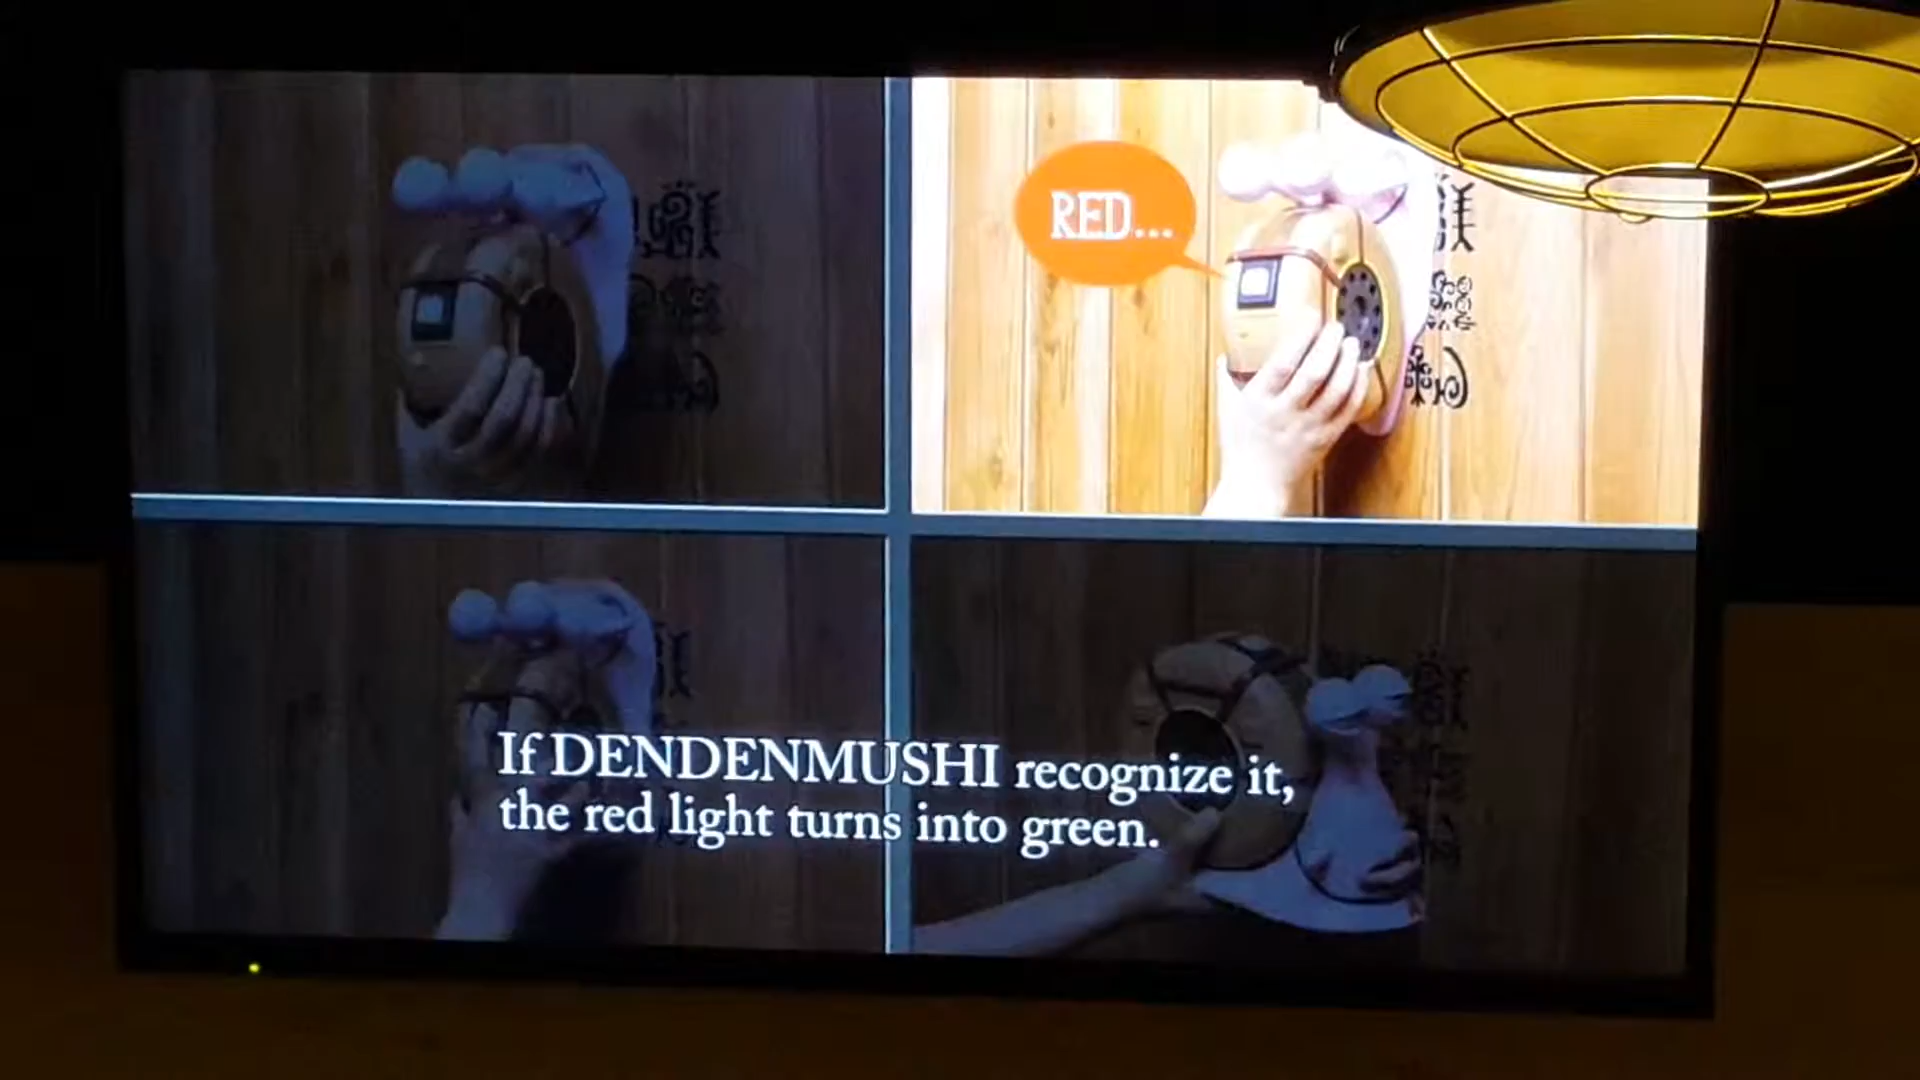 RED...
If DENDENMUSHI recognize it,
the red light turns into green.